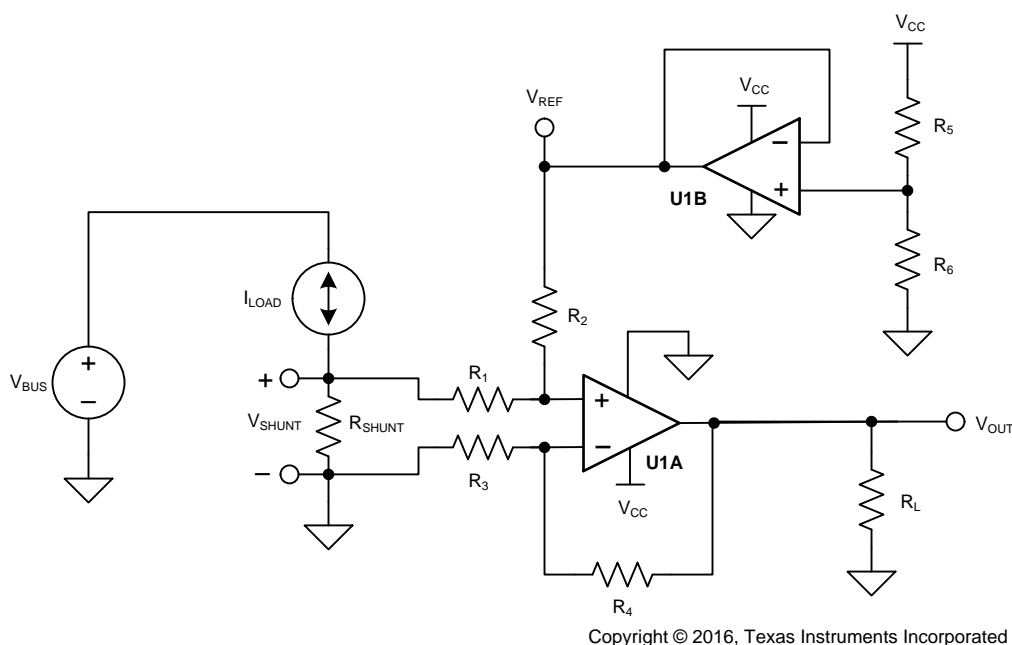 VCC
VREF
VCC
R5
U1B
R6
ILOAD
R2
VBUS
R1
VSHUNT
RSHUNT
R3
U1A
VOUT
VCC
RL
R4
Copyright © 2016, Texas Instruments Incorporated